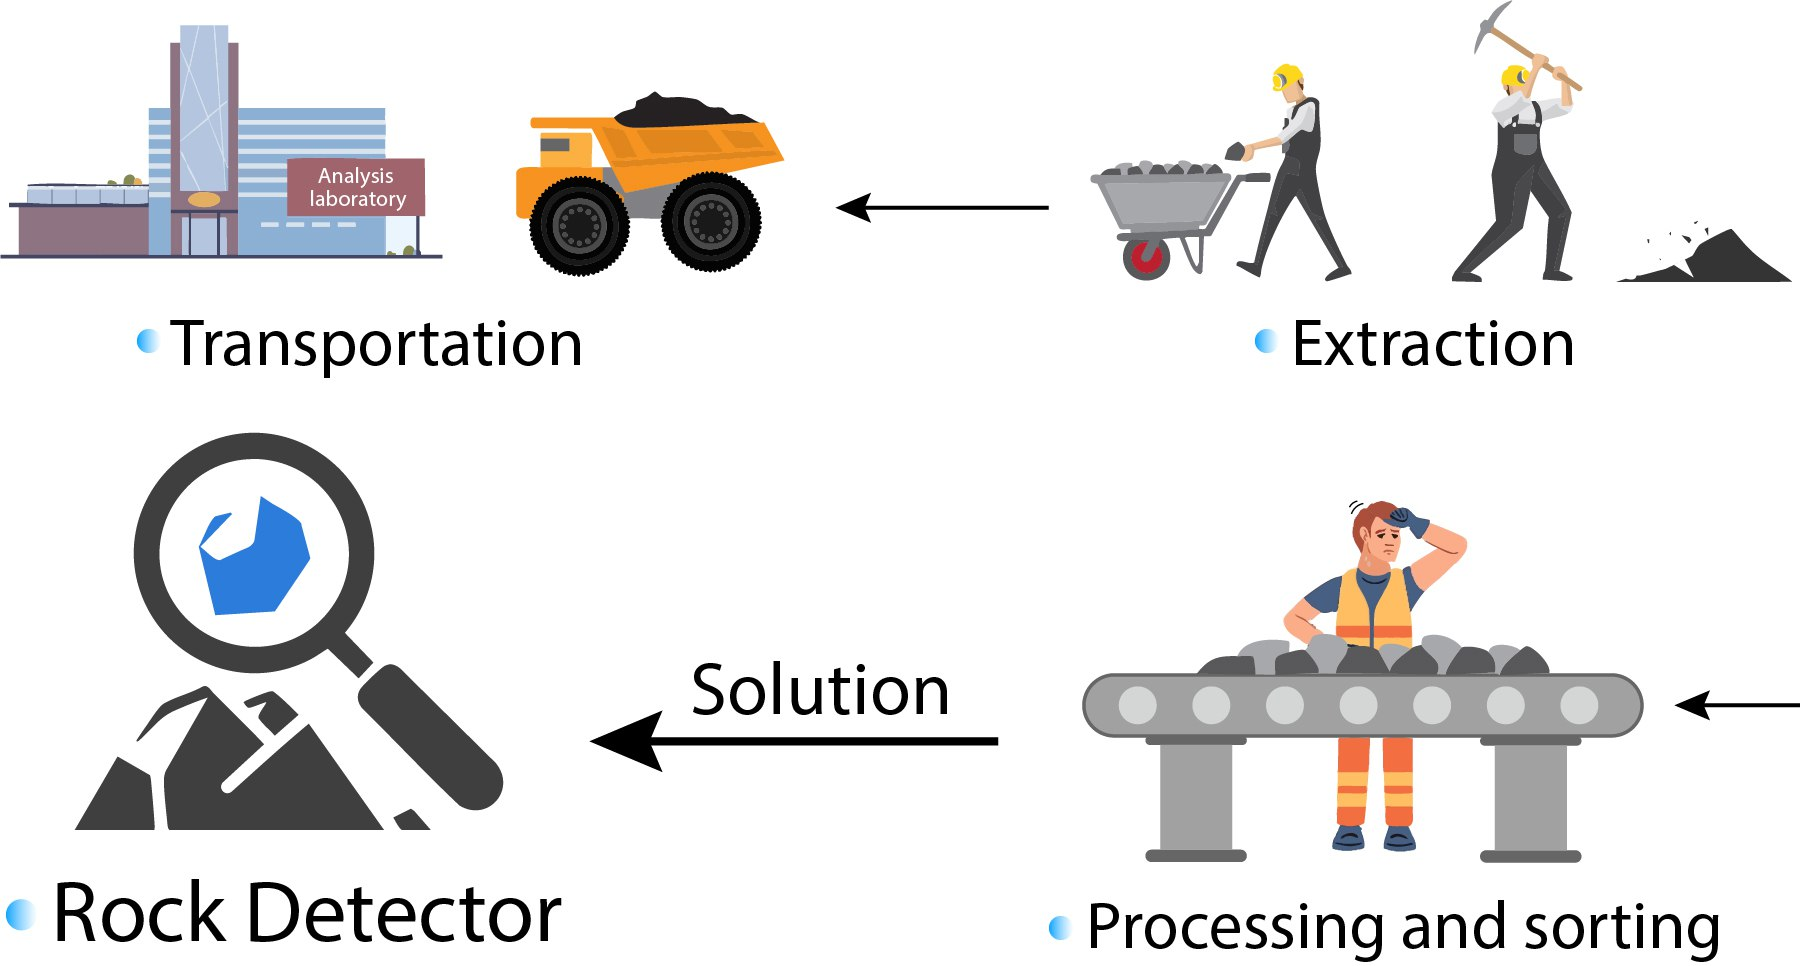 Analysis
laboratory
Transportation
Extraction
Solution
Rock Detector
Processing and sorting